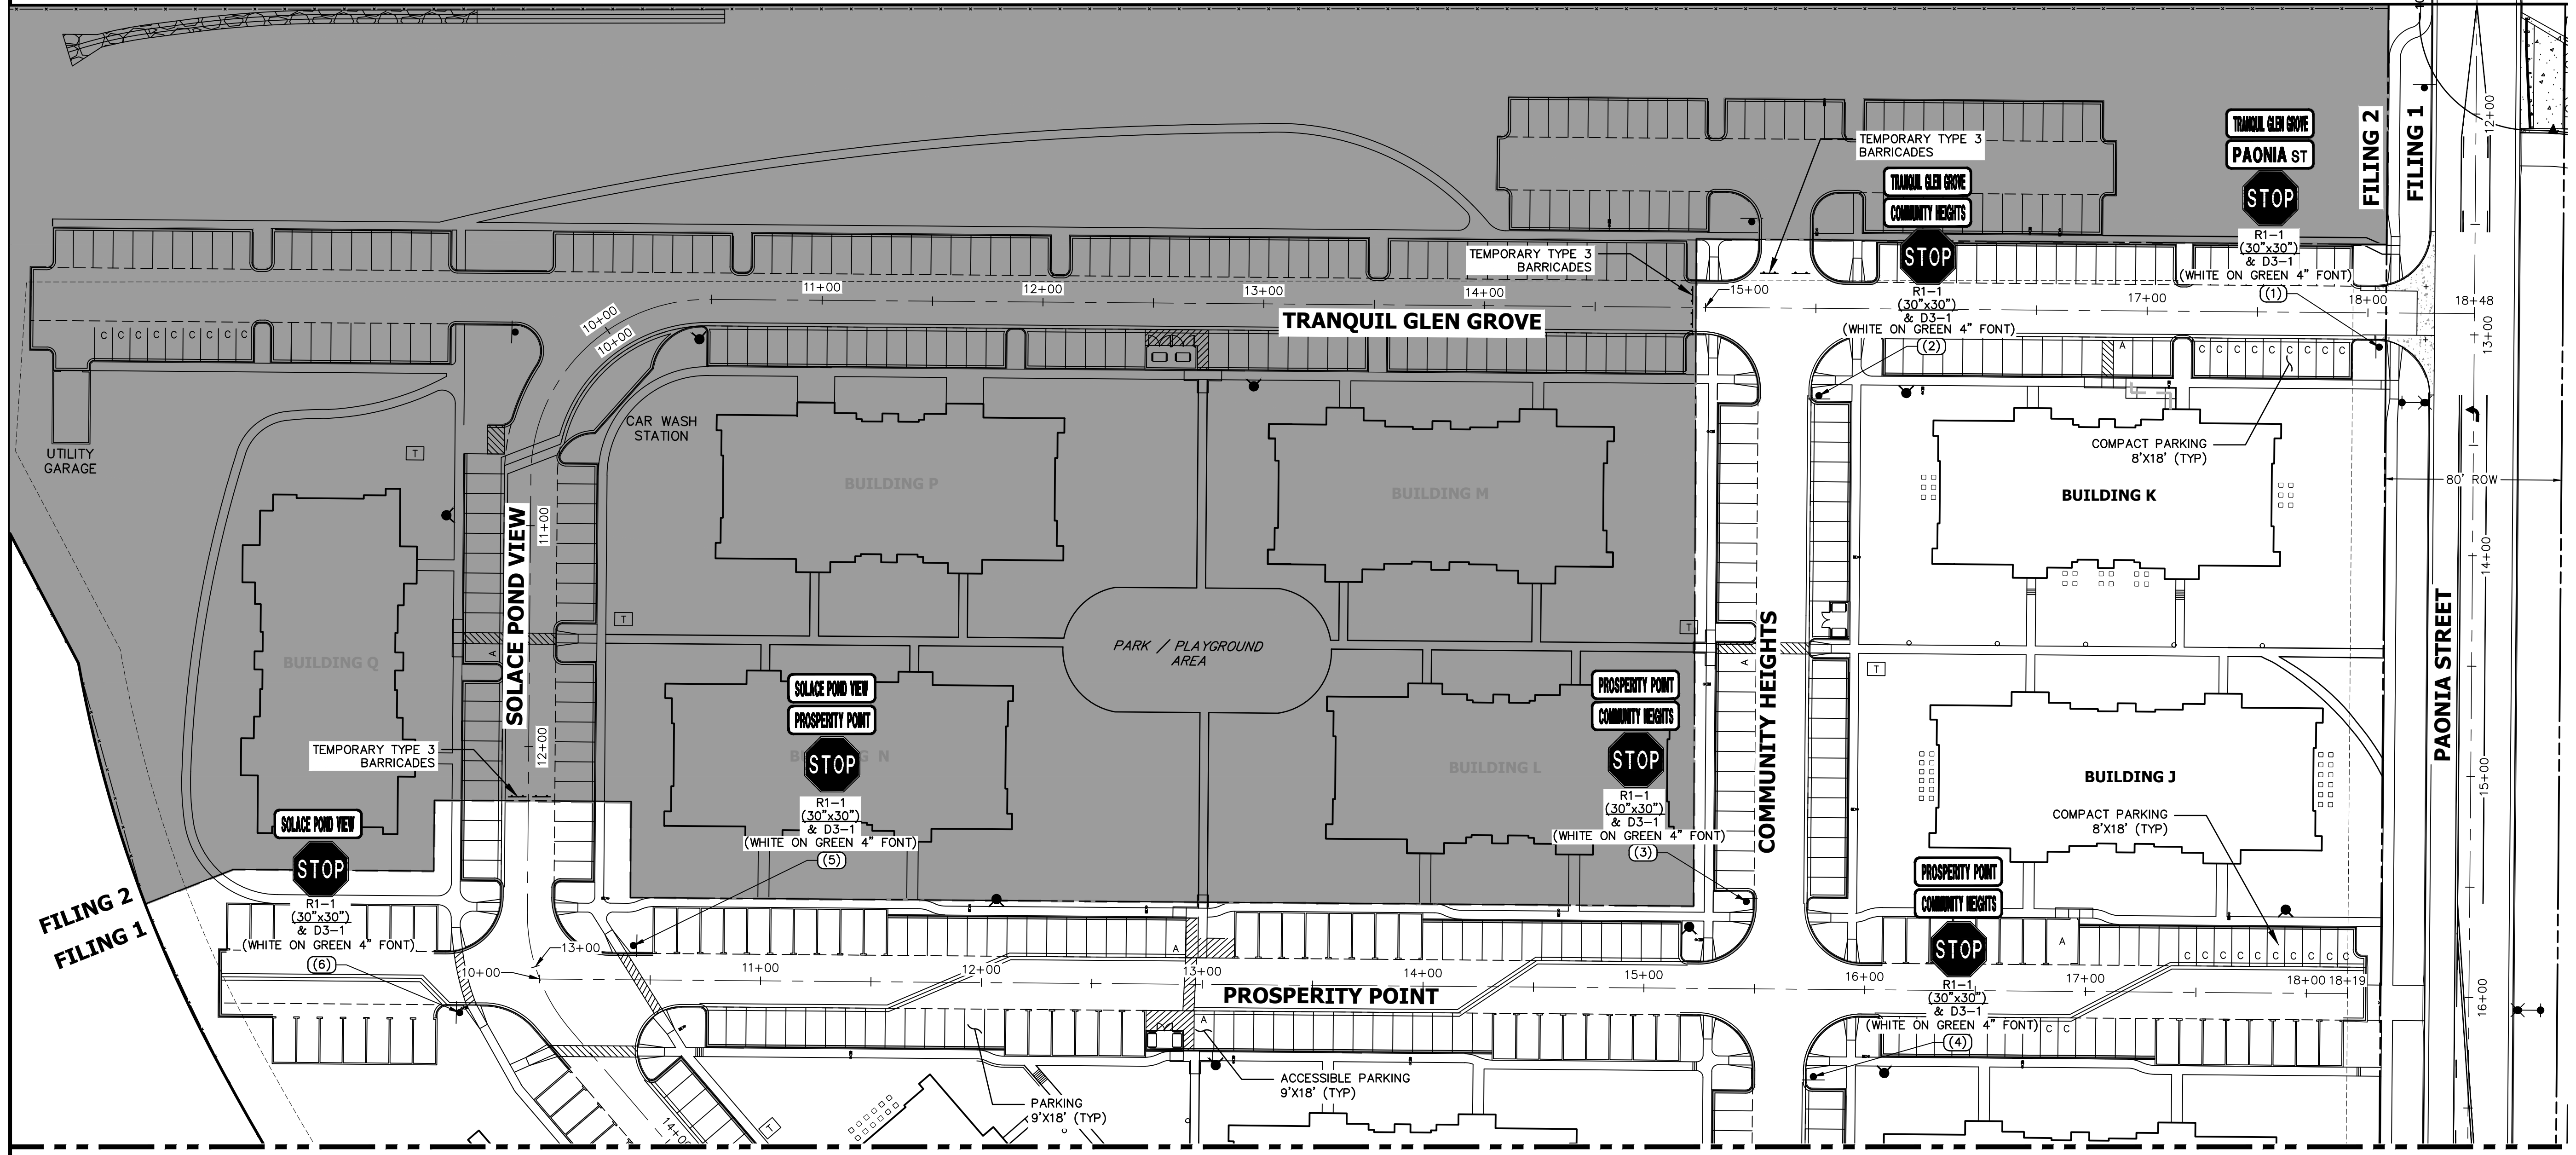 TEMPORARY TYPE 3
BARRICADES
TRANQUIL GLEN GROVE
COMMUNITY HEIGHTS
STOP
R1-1
(30"x30")
& D3-1
(WHITE ON GREEN 4" FONT)
(2)
TRANQUIL GLEN GROVE
PAONIA ST
STOP
R1-1
(30"x30")
& D3-1
(WHITE ON GREEN 4" FONT)
(1)
FILING 2
FILING 1
12+00
TEMPORARY TYPE 3
BARRICADES
10+00
10+00
11+00
12+00
13+00
14+00
15+00
17+00
18+00
18+48
13+00
TRANQUIL GLEN GROVE
C C C C C C C C C
A
C C C C C C C C C
UTILITY
GARAGE
CAR WASH
STATION
T
COMPACT PARKING
8'X18' (TYP)
80' ROW
BUILDING P
BUILDING M
BUILDING K
SOLACE POND VIEW
11+00
14+00
T
T
A
BUILDING Q
PARK / PLAYGROUND
AREA
COMMUNITY HEIGHTS
A
T
PAONIA STREET
SOLACE POND VIEW
PROSPERITY POINT
STOP
R1-1
(30"x30")
& D3-1
(WHITE ON GREEN 4" FONT)
(5)
PROSPERITY POINT
COMMUNITY HEIGHTS
STOP
R1-1
(30"x30")
& D3-1
(WHITE ON GREEN 4" FONT)
(3)
TEMPORARY TYPE 3
BARRICADES
12+00
BUILDING L
BUILDING J
15+00
COMPACT PARKING
8'X18' (TYP)
SOLACE POND VIEW
STOP
R1-1
(30"x30")
& D3-1
(WHITE ON GREEN 4" FONT)
(6)
PROSPERITY POINT
COMMUNITY HEIGHTS
STOP
R1-1
(30"x30")
& D3-1
(WHITE ON GREEN 4" FONT)
(4)
FILING 2
FILING 1
13+00
10+00
11+00
A
12+00
13+00
14+00
15+00
16+00
A
17+00
C C C C C C C C C C
18+00 18+19
16+00
PROSPERITY POINT
A
C C
PARKING
9'X18' (TYP)
ACCESSIBLE PARKING
9'X18' (TYP)
T